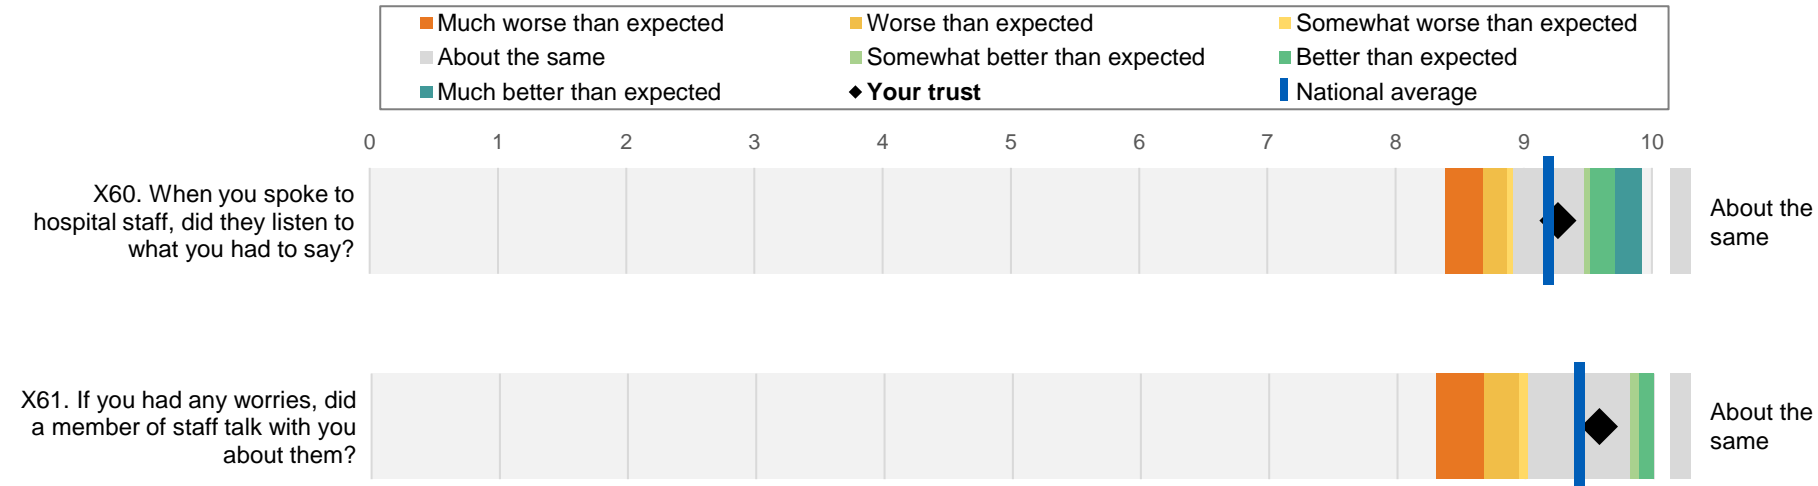 Much worse than expected
Worse than expected
Somewhat worse than expected
About the same
Somewhat better than expected
Better than expected
Much better than expected
Your trust
National average
0 1 2 3 4 5 6 7 8 9 10
X60. When you spoke to
hospital staff, did they listen to
what you had to say?
About the
same
X61. If you had any worries, did
a member of staff talk with you
about them?
About the
same